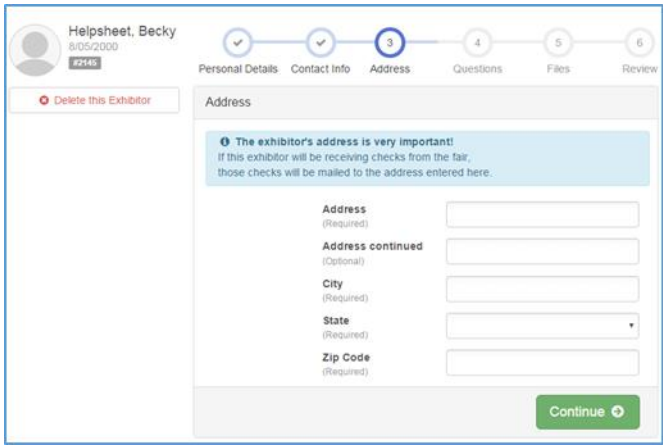 Helpsheet, Becky
8/05/2000
#2145
3 4 5 6
Personal Details Contact Info Address Questions Files Review
Delete this Exhibitor
Address
The exhibitor's address is very important!
If this exhibitor will be receiving checks from the fair,
those checks will be mailed to the address entered here.
Address
(Required)
Address continued
(Optional)
City
(Required)
State
(Required)
Zip Code
(Required)
Continue